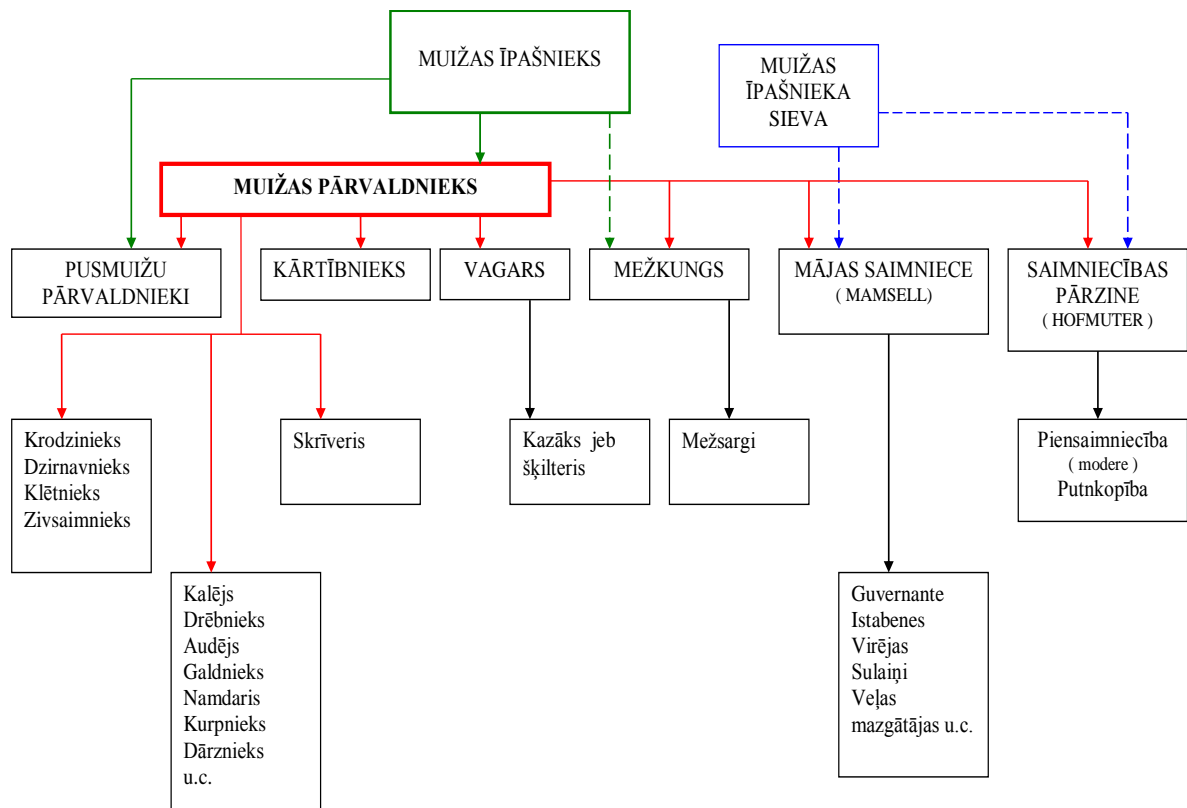 MUIŽAS ĪPAŠNIEKS
MUIŽAS
ĪPAŠNIEKA
SIEVA
MUIŽAS PĀRVALDNIEKS
PUSMUIŽU
PĀRVALDNIEKI
KĀRTĪBNIEKS
VAGARS
MEŽKUNGS
MĀJAS SAIMNIECE
( MAMSELL)
SAIMNIECĪBAS
PĀRZINE
( HOFMUTER )
Krodzinieks
Dzirnavnieks
Klētnieks
Zivsaimnieks
Skrīveris
Kazāks jeb
šķilteris
Mežsargi
Piensaimniecība
( modere )
Putnkopība
Kalējs
Drēbnieks
Audējs
Galdnieks
Namdaris
Kurpnieks
Dārznieks
u.c.
Guvernante
Istabenes
Virējas
Sulaiņi
Veļas
mazgātājas u.c.